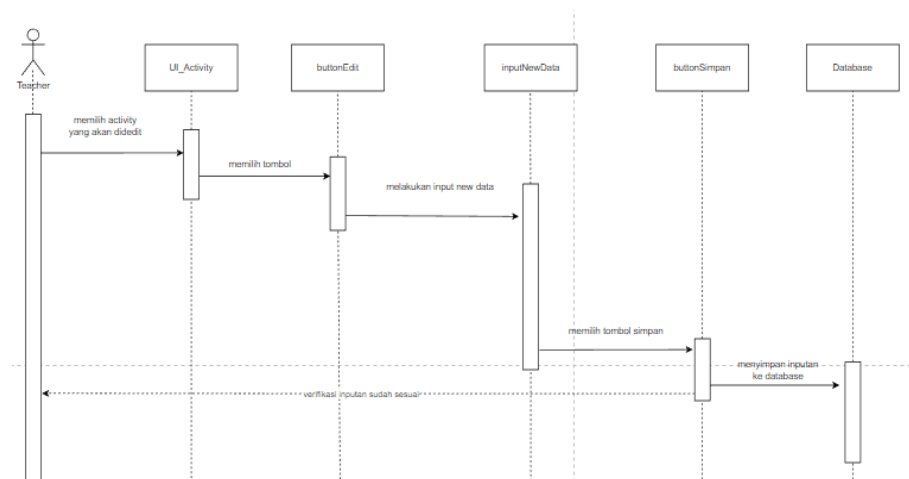 Teacher
UI_Activity
buttonEdit
inputNewData
buttonSimpan
Database
memilih activity
yang akan didedit
memilih tombol
melakukan input new data
memilih tombol simpan
menyimpan inputan
ke database
verifikasi inputan sudah sesuai